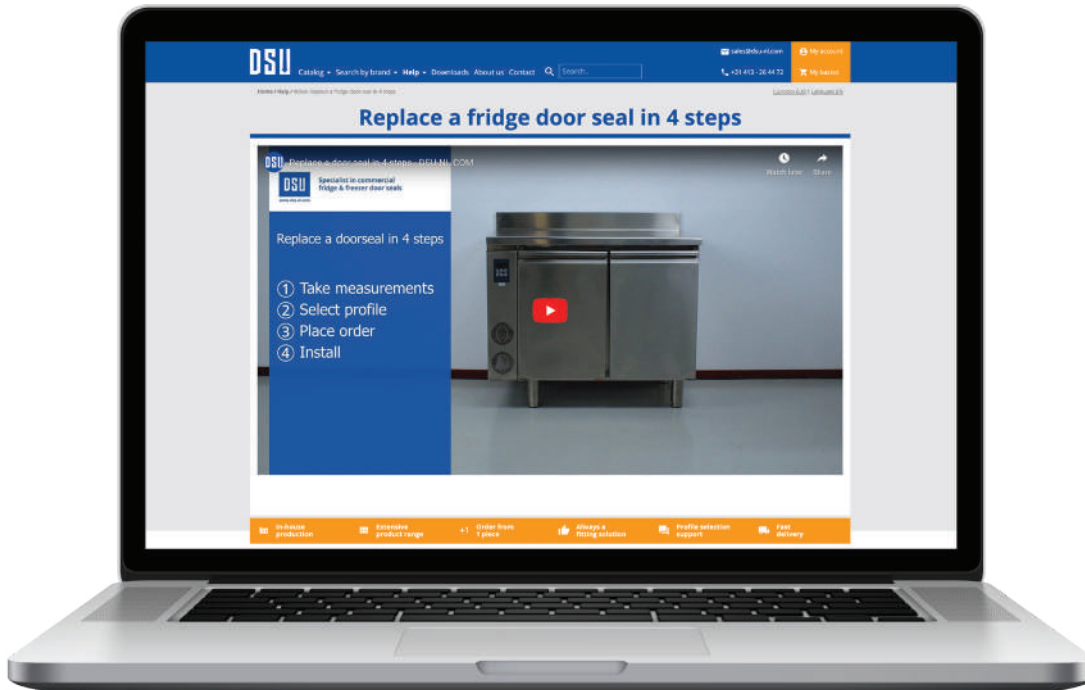 DSU
sales@dsu-nl.com
My account
Catalog Search by brand Help Downloads About us Contact Search..
+31 413 - 26 44 72
My basket
Home / Help /
Replace a fridge door seal in 4 steps
DSU Replace a door seal in 4 steps - DSU-NL.COM
Watch later Share
DSU
Specialist in commercial
fridge & freezer door seals
Replace a doorseal in 4 steps
1 Take measurements
2 Select profile
3 Place order
4 Install
In-house
production
Extensive
product range
+1 Order from
1 piece
Always a
fitting solution
Profile selection
support
Fast
delivery